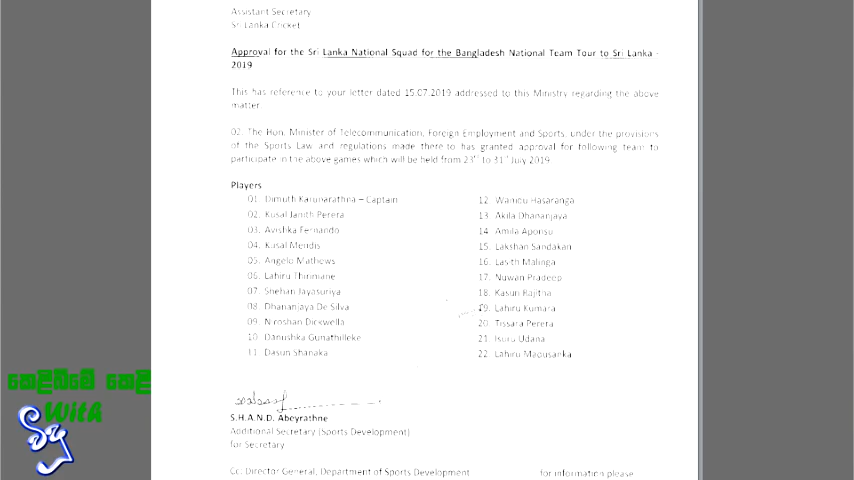 Assistant Secretary
Sri Lanka Cricket
Approval for the Sri Lanka National Squad for the Bangladesh National Team Tour to Sri Lanka -
2019
This has reference to your letter dated 15.07.2019 addressed to this Ministry regarding the above
matter.
02. The Hon. Minister of Telecommunication, Foreign Employment and Sports, under the provisions
of the Sports Law and regulations made there to has granted approval for following team to
participate in the above games which will be held from 23rd to 31st July 2019
Players
01. Dimuth Karunarathna – Captain
02. Kusal Janith Perera
03. Avishka Fernando
04. Kusal Mendis
05. Angelo Mathews
06. Lahiru Thirimane
07. Shehan Jayasuriya
08. Dhananjaya De Silva
09. Niroshan Dickwella
10. Danushka Gunathilleke
11. Dasun Shanaka
12. Wanidu Hasaranga
13. Akila Dhananjaya
14. Amila Aponsu
15. Lakshan Sandakan
16. Lasith Malinga
17. Nuwan Pradeep
18. Kasun Rajitha
19. Lahiru Kumara
20. Tissara Perera
21. Isuru Udana
22. Lahiru Madusanka
S.H.A.N.D. Abeyrathne
Additional Secretary (Sports Development)
for Secretary
Cc: Director General, Department of Sports Development for information please
කෙළිබිමේ කෙළි
With